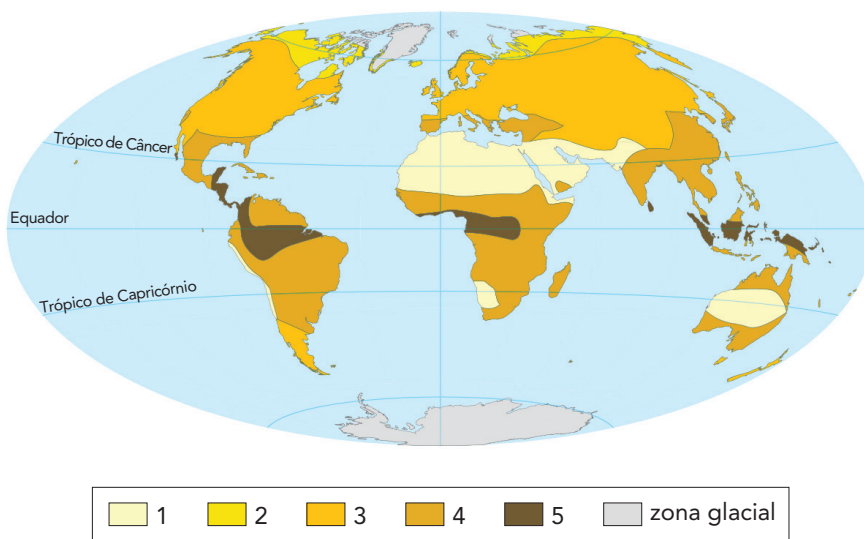 Trópico de Câncer
Equador
Trópico de Capricórnio
1 2 3 4 5 zona glacial